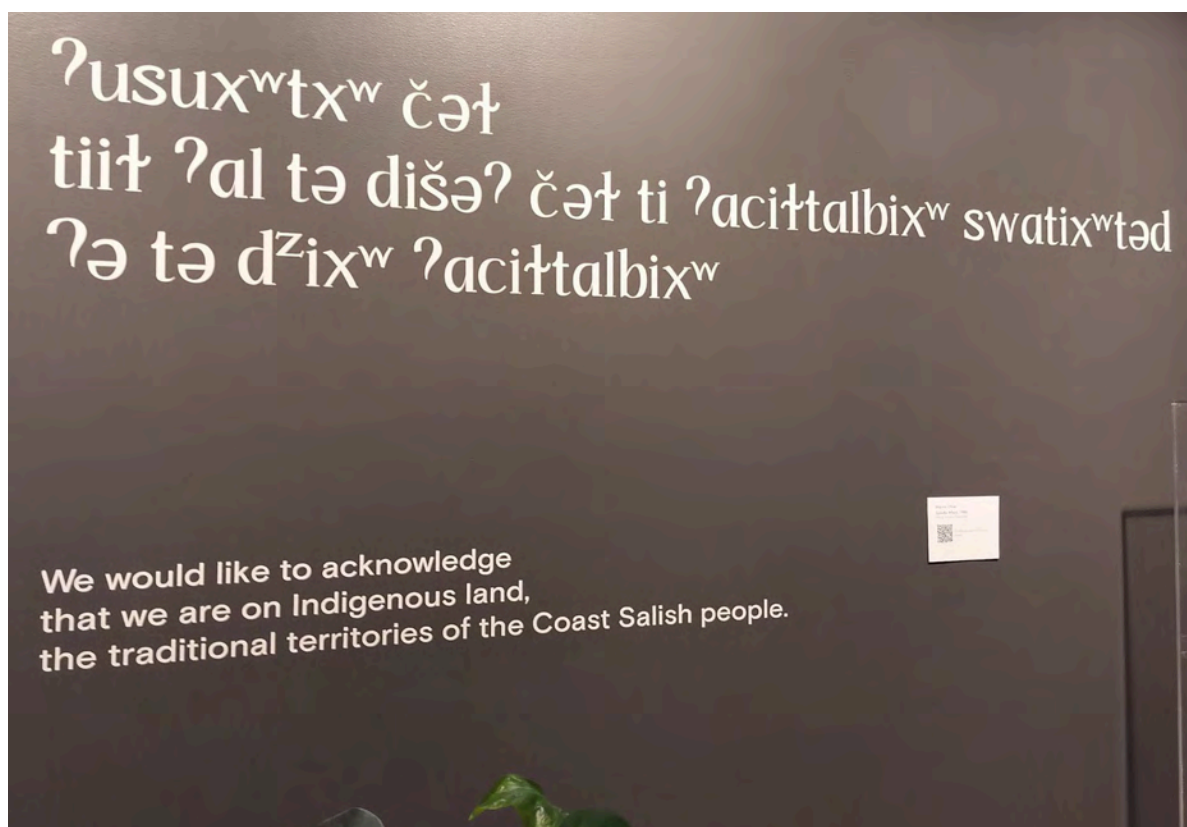 ʔusuxʷtxʷ čəɬ
tiiɬ ʔal tə dišəʔ čəɬ ti ʔaciɬtalbixʷ swatixʷtəd
ʔə tə dᶻixʷ ʔaciɬtalbixʷ
We would like to acknowledge
that we are on Indigenous land,
the traditional territories of the Coast Salish people.